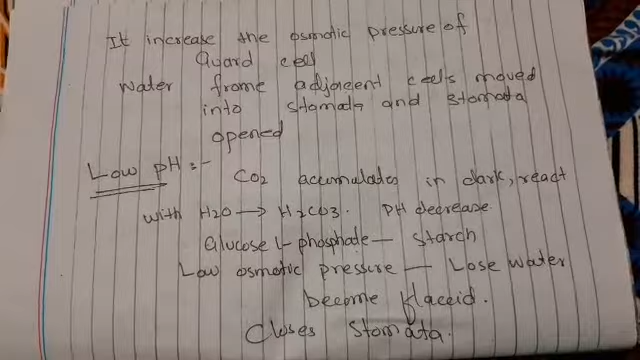 It increase the osmotic pressure of
Guard cell
Water frome adjacent cells moved
into stomata and stomata
opened
Low pH :-
CO2 accumulates in dark, react
with H2O → H2CO3. PH decrease
Glucose 1-phosphate — starch
Low osmotic pressure — Lose water
become flaccid.
Closes stomata.